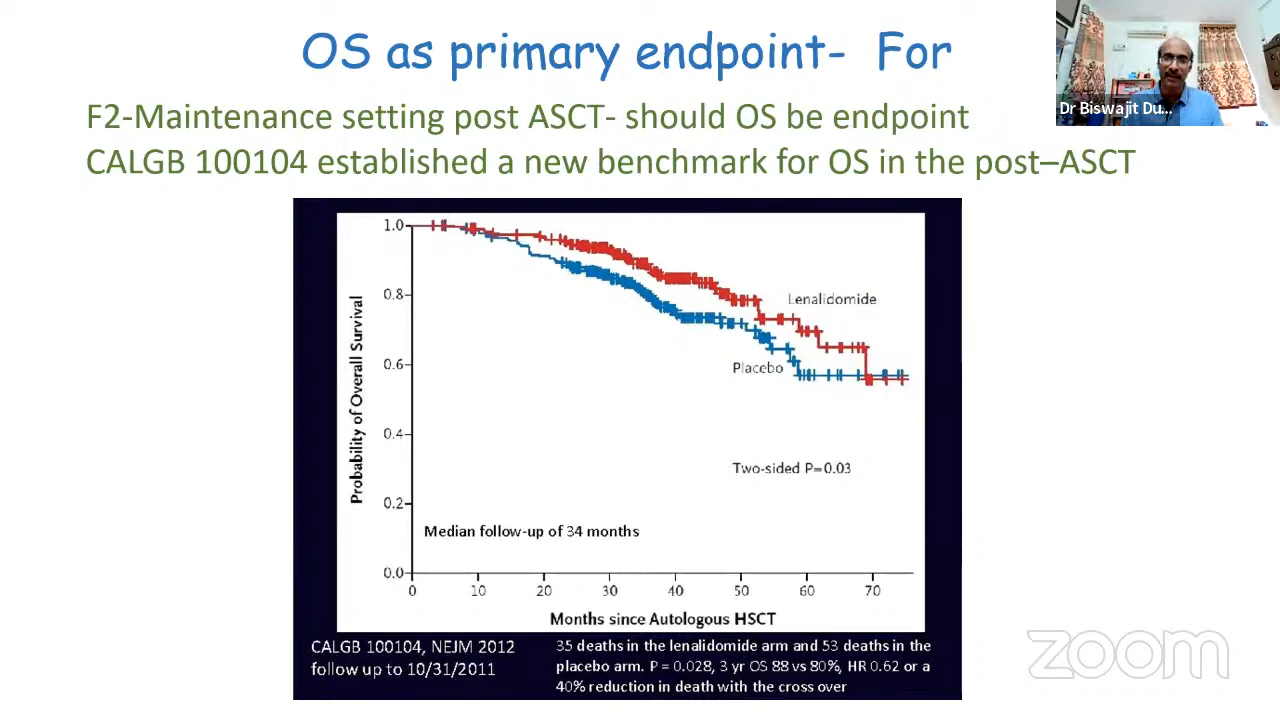 OS as primary endpoint- For
Dr Biswajit Du...
F2-Maintenance setting post ASCT- should OS be endpoint
CALGB 100104 established a new benchmark for OS in the post–ASCT
Probability of Overall Survival
1.0
0.8
0.6
0.4
0.2
0.0
Lenalidomide
Placebo
Two-sided P=0.03
Median follow-up of 34 months
0 10 20 30 40 50 60 70
Months since Autologous HSCT
CALGB 100104, NEJM 2012
follow up to 10/31/2011
35 deaths in the lenalidomide arm and 53 deaths in the
placebo arm. P = 0.028, 3 yr OS 88 vs 80%, HR 0.62 or a
40% reduction in death with the cross over
zoom